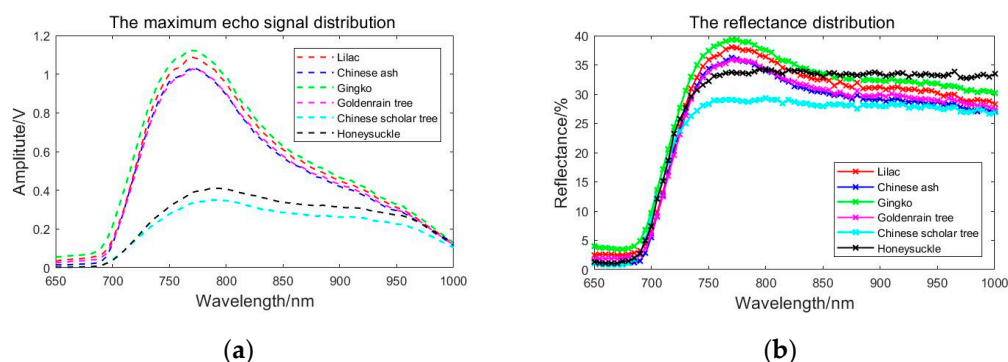 The maximum echo signal distribution
1.2
1
0.8
0.6
0.4
0.2
0
Amplitude/V
650 700 750 800 850 900 950 1000
Wavelength/nm
Lilac
Chinese ash
Gingko
Goldenrain tree
Chinese scholar tree
Honeysuckle
(a)
The reflectance distribution
40
35
30
25
20
15
10
5
0
Reflectance/%
650 700 750 800 850 900 950 1000
Wavelength/nm
Lilac
Chinese ash
Gingko
Goldenrain tree
Chinese scholar tree
Honeysuckle
(b)